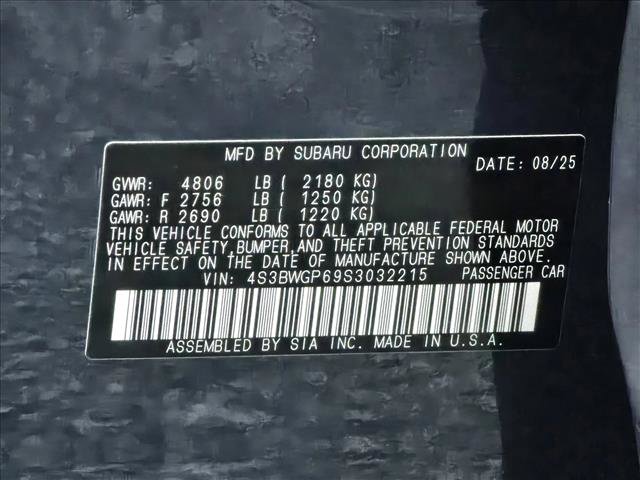 MFD BY SUBARU CORPORATION
DATE: 08/25
GVWR: 4806 LB ( 2180 KG)
GAWR: F 2756 LB ( 1250 KG)
GAWR: R 2690 LB ( 1220 KG)
THIS VEHICLE CONFORMS TO ALL APPLICABLE FEDERAL MOTOR
VEHICLE SAFETY, BUMPER, AND THEFT PREVENTION STANDARDS
IN EFFECT ON THE DATE OF MANUFACTURE SHOWN ABOVE.
VIN: 4S3BWGP69S3032215 PASSENGER CAR
ASSEMBLED BY SIA INC. MADE IN U.S.A.